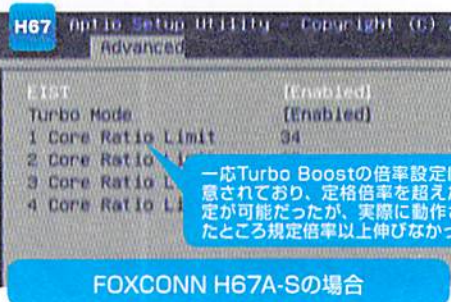 H67
Aptio Setup Utility - Copyright (C)
Advanced
EIST [Enabled]
Turbo Mode [Enabled]
1 Core Ratio Limit 34
2 Core Ratio
3 Core Ratio
4 Core Ratio
一応Turbo Boostの倍率設定
意されており、定格倍率を超え
定が可能だったが、実際に動作
たところ規定倍率以上伸びなか
FOXCONN H67A-Sの場合